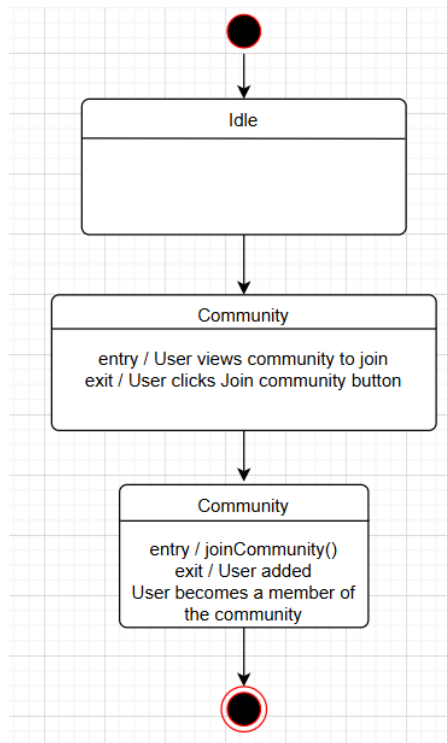 Idle
Community
entry / User views community to join
exit / User clicks Join community button
Community
entry / joinCommunity()
exit / User added
User becomes a member of
the community